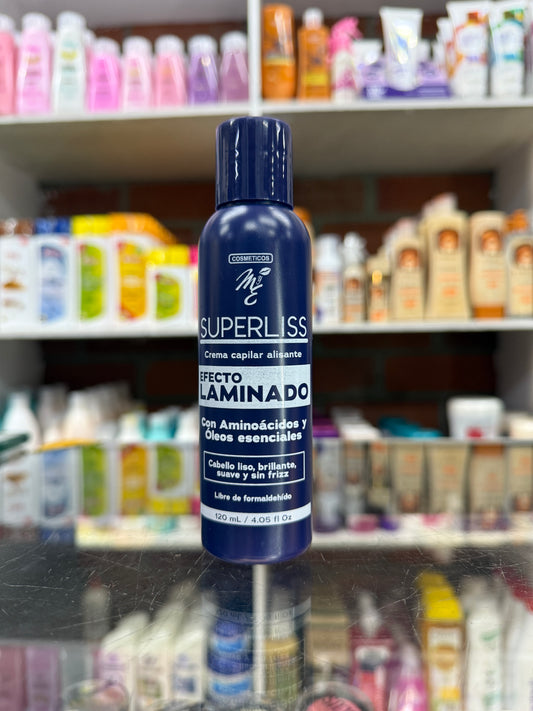 COSMETICOS
M&E
SUPERLISS
Crema capilar alisante
EFECTO
LAMINADO
Con Aminoácidos y
Óleos esenciales
Cabello liso, brillante,
suave y sin frizz
Libre de formaldehído
120 mL / 4.05 fl Oz